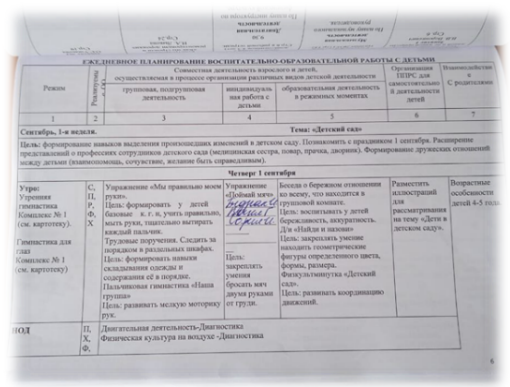 ЕЖЕДНЕВНОЕ ПЛАНИРОВАНИЕ ВОСПИТАТЕЛЬНО-ОБРАЗОВАТЕЛЬНОЙ РАБОТЫ С ДЕТЬМИ
Режим
Совместная деятельность взрослого и детей,
осуществляемая в процессе организации различных видов детской деятельности
групповая, подгрупповая
деятельность
индивидуаль
ная работа с
детьми
образовательная деятельность
в режимных моментах
Организация
ППРС для
самостоятельно
й деятельности
детей
Взаимодействие
С родителями
1 2 3 4 5 6 7
Сентябрь, 1-я неделя. Тема: «Детский сад»
Цель: формирование навыков выделения произошедших изменений в детском саду. Познакомить с праздником 1 сентября. Расширение
представлений о профессиях сотрудников детского сада (медицинская сестра, повар, прачка, дворник). Формирование дружеских отношений
между детьми (взаимопомощь, сочувствие, желание быть справедливым).
Четверг 1 сентября
Утро:
Утренняя
гимнастика
Комплекс № 1
(см. картотеку)
Гимнастика для
глаз
Комплекс № 1
(см. картотеку)
С,
П,
Р,
Ф,
Х
Упражнение «Мы правильно моем
руки».
Цель: формировать у детей
базовые к. г. н, учить правильно,
мыть руки, тщательно вытирать
каждый пальчик.
Трудовые поручения. Следить за
порядком в раздельных шкафах.
Цель: формировать навыки
складывания одежды и
содержания её в порядке.
Пальчиковая гимнастика «Наша
группа»
Цель: развивать мелкую моторику
рук.
Упражнение
«Поймай мяч»
Цель:
закреплять
умения
бросать мяч
двумя руками
от груди.
Беседы о бережном отношении
ко всему, что находится в
групповой комнате.
Цель: воспитывать у детей
бережливость, аккуратность.
Д/и «Найди и назови»
Цель: закреплять умение
находить геометрические
фигуры определенного цвета,
формы, размера.
Физкультминутка «Детский
сад».
Цель: развивать координацию
движений.
Разместить
иллюстраций
для
рассматривания
на тему «Дети в
детском саду».
Возрастные
особенности
детей 4-5 года.
П,
Х,
Ф,
Двигательная деятельность-Диагностика
Физическая культура на воздухе -Диагностика